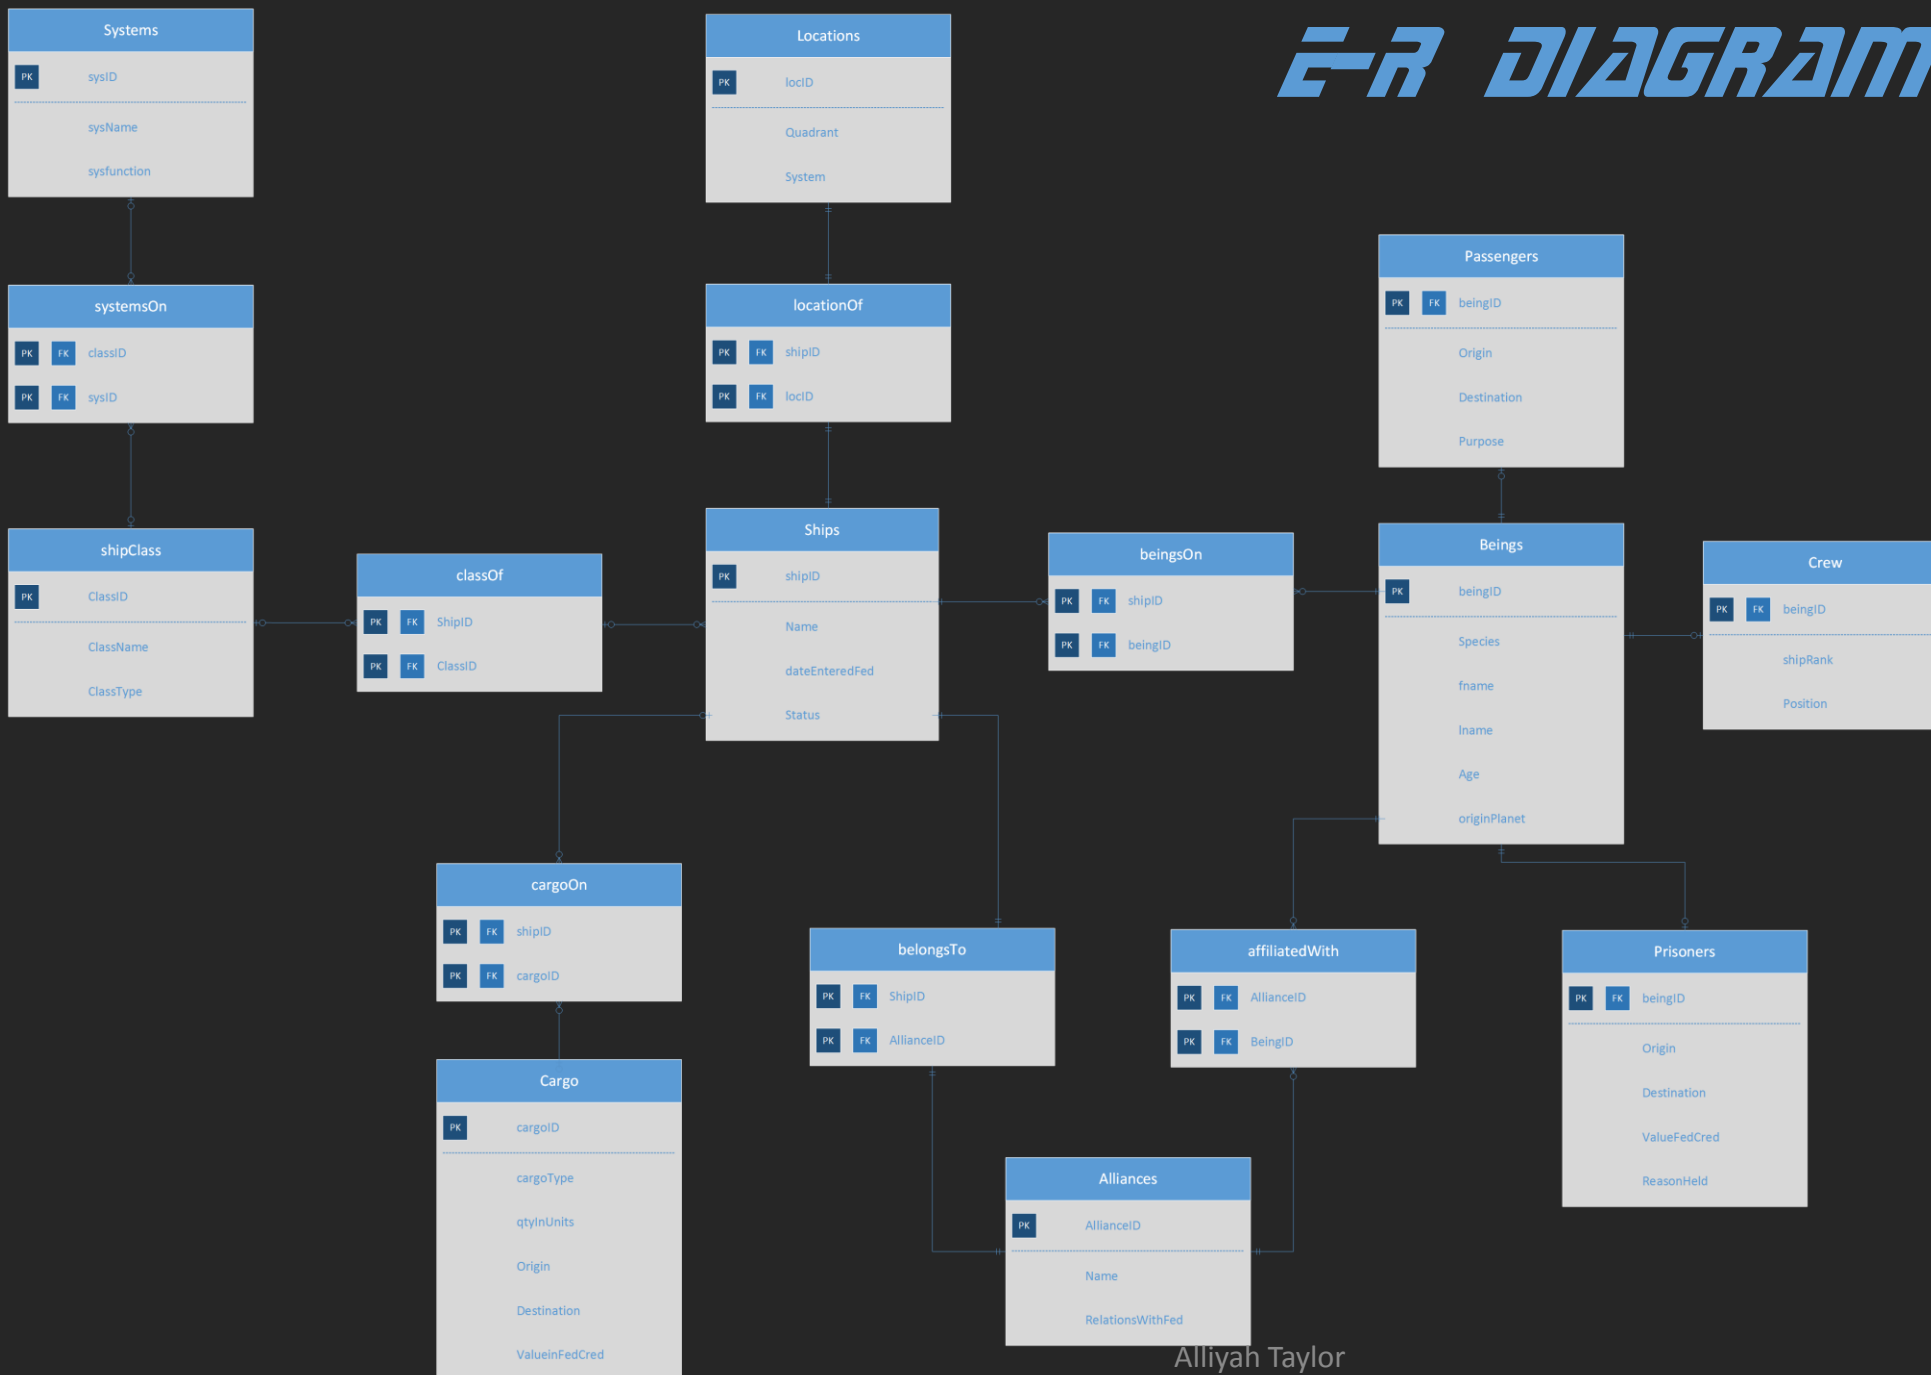 E-R DIAGRAM
Systems
PK sysID
sysName
sysfunction
Locations
PK locID
Quadrant
System
systemsOn
PK FK classID
PK FK sysID
locationOf
PK FK shipID
PK FK locID
Passengers
PK FK beingID
Origin
Destination
Purpose
shipClass
PK ClassID
ClassName
ClassType
classOf
PK FK ShipID
PK FK ClassID
Ships
PK shipID
Name
dateEnteredFed
Status
beingsOn
PK FK shipID
PK FK beingID
Beings
PK beingID
Species
fname
lname
Age
originPlanet
Crew
PK FK beingID
shipRank
Position
cargoOn
PK FK shipID
PK FK cargoID
belongsTo
PK FK ShipID
PK FK AllianceID
affiliatedWith
PK FK AllianceID
PK FK BeingID
Prisoners
PK FK beingID
Origin
Destination
ValueFedCred
ReasonHeld
Cargo
PK cargoID
cargoType
qtyInUnits
Origin
Destination
ValueinFedCred
Alliances
PK AllianceID
Name
RelationsWithFed
Alliyah Taylor